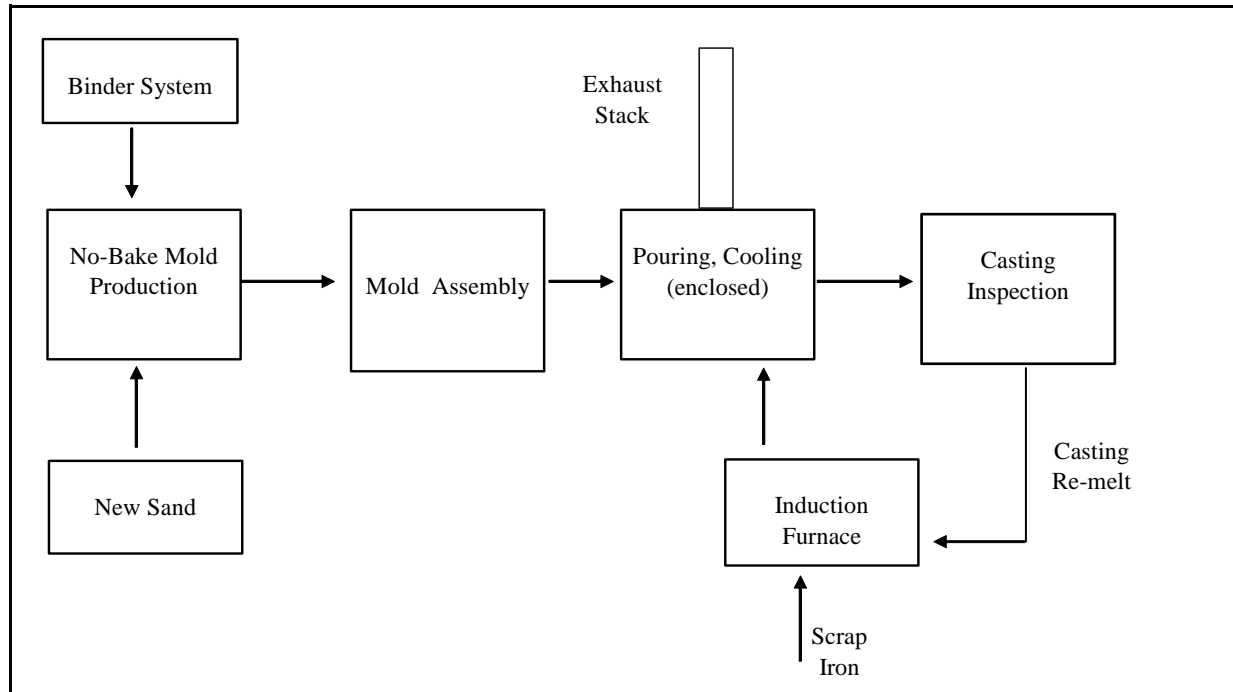 Binder System
Exhaust
Stack
No-Bake Mold
Production
Mold Assembly
Pouring, Cooling
(enclosed)
Casting
Inspection
New Sand
Induction
Furnace
Casting
Re-melt
Scrap
Iron